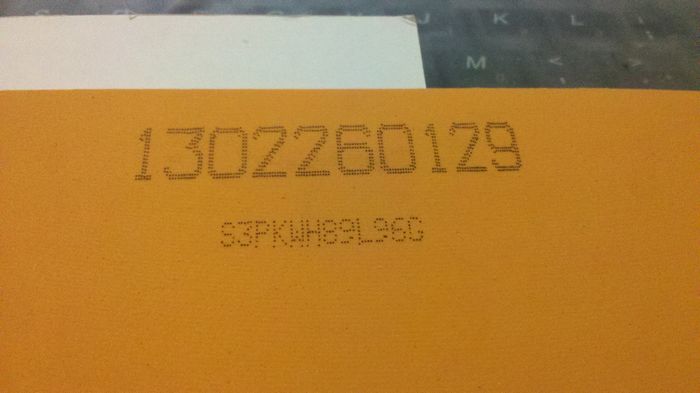 J K L
M < >
1302260129
S3PKWH89L96G